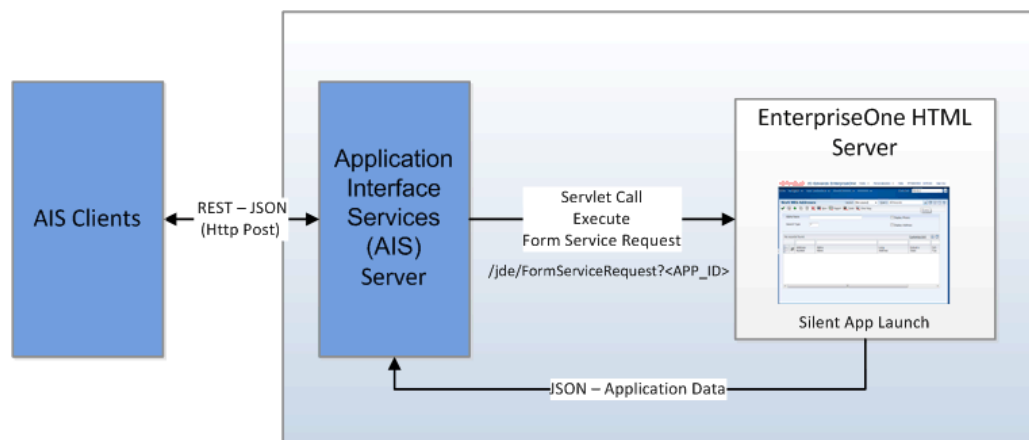 AIS Clients
REST – JSON
(Http Post)
Application
Interface
Services
(AIS)
Server
Servlet Call
Execute
Form Service Request
/jde/FormServiceRequest?<APP_ID>
EnterpriseOne HTML
Server
Silent App Launch
JSON – Application Data